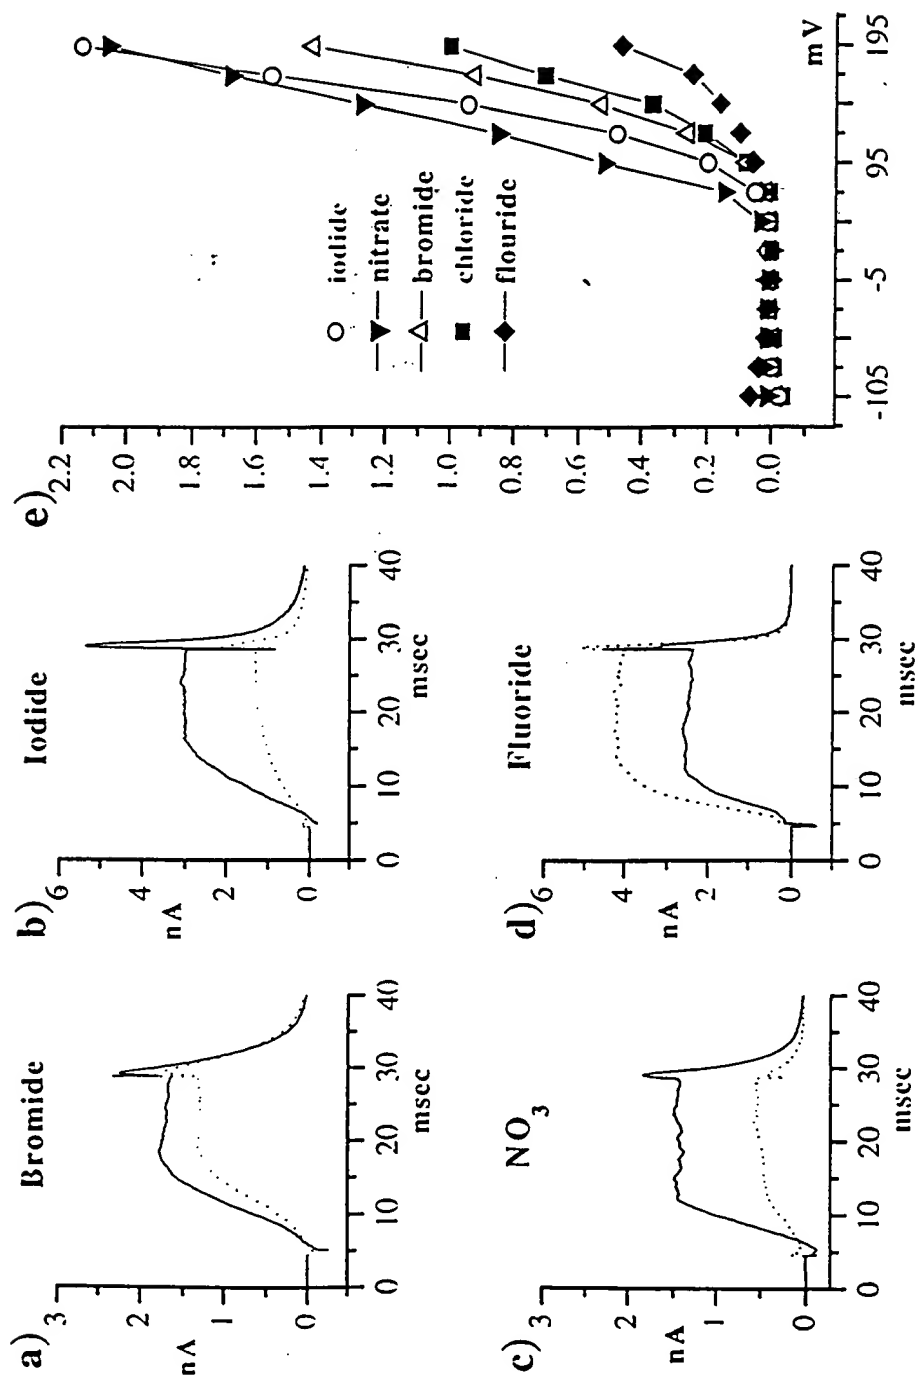 a)
Bromide
3
2
1
0
nA
0 10 20 30 40
msec
b)
Iodide
6
4
2
0
nA
0 10 20 30 40
msec
c)
NO3
3
2
1
0
nA
0 10 20 30 40
msec
d)
Fluoride
6
4
2
0
nA
0 10 20 30 40
msec
e)
2.2
2.0
1.8
1.6
1.4
1.2
1.0
0.8
0.6
0.4
0.2
0.0
iodide
nitrate
bromide
chloride
flouride
-105 -5 95 195
mV